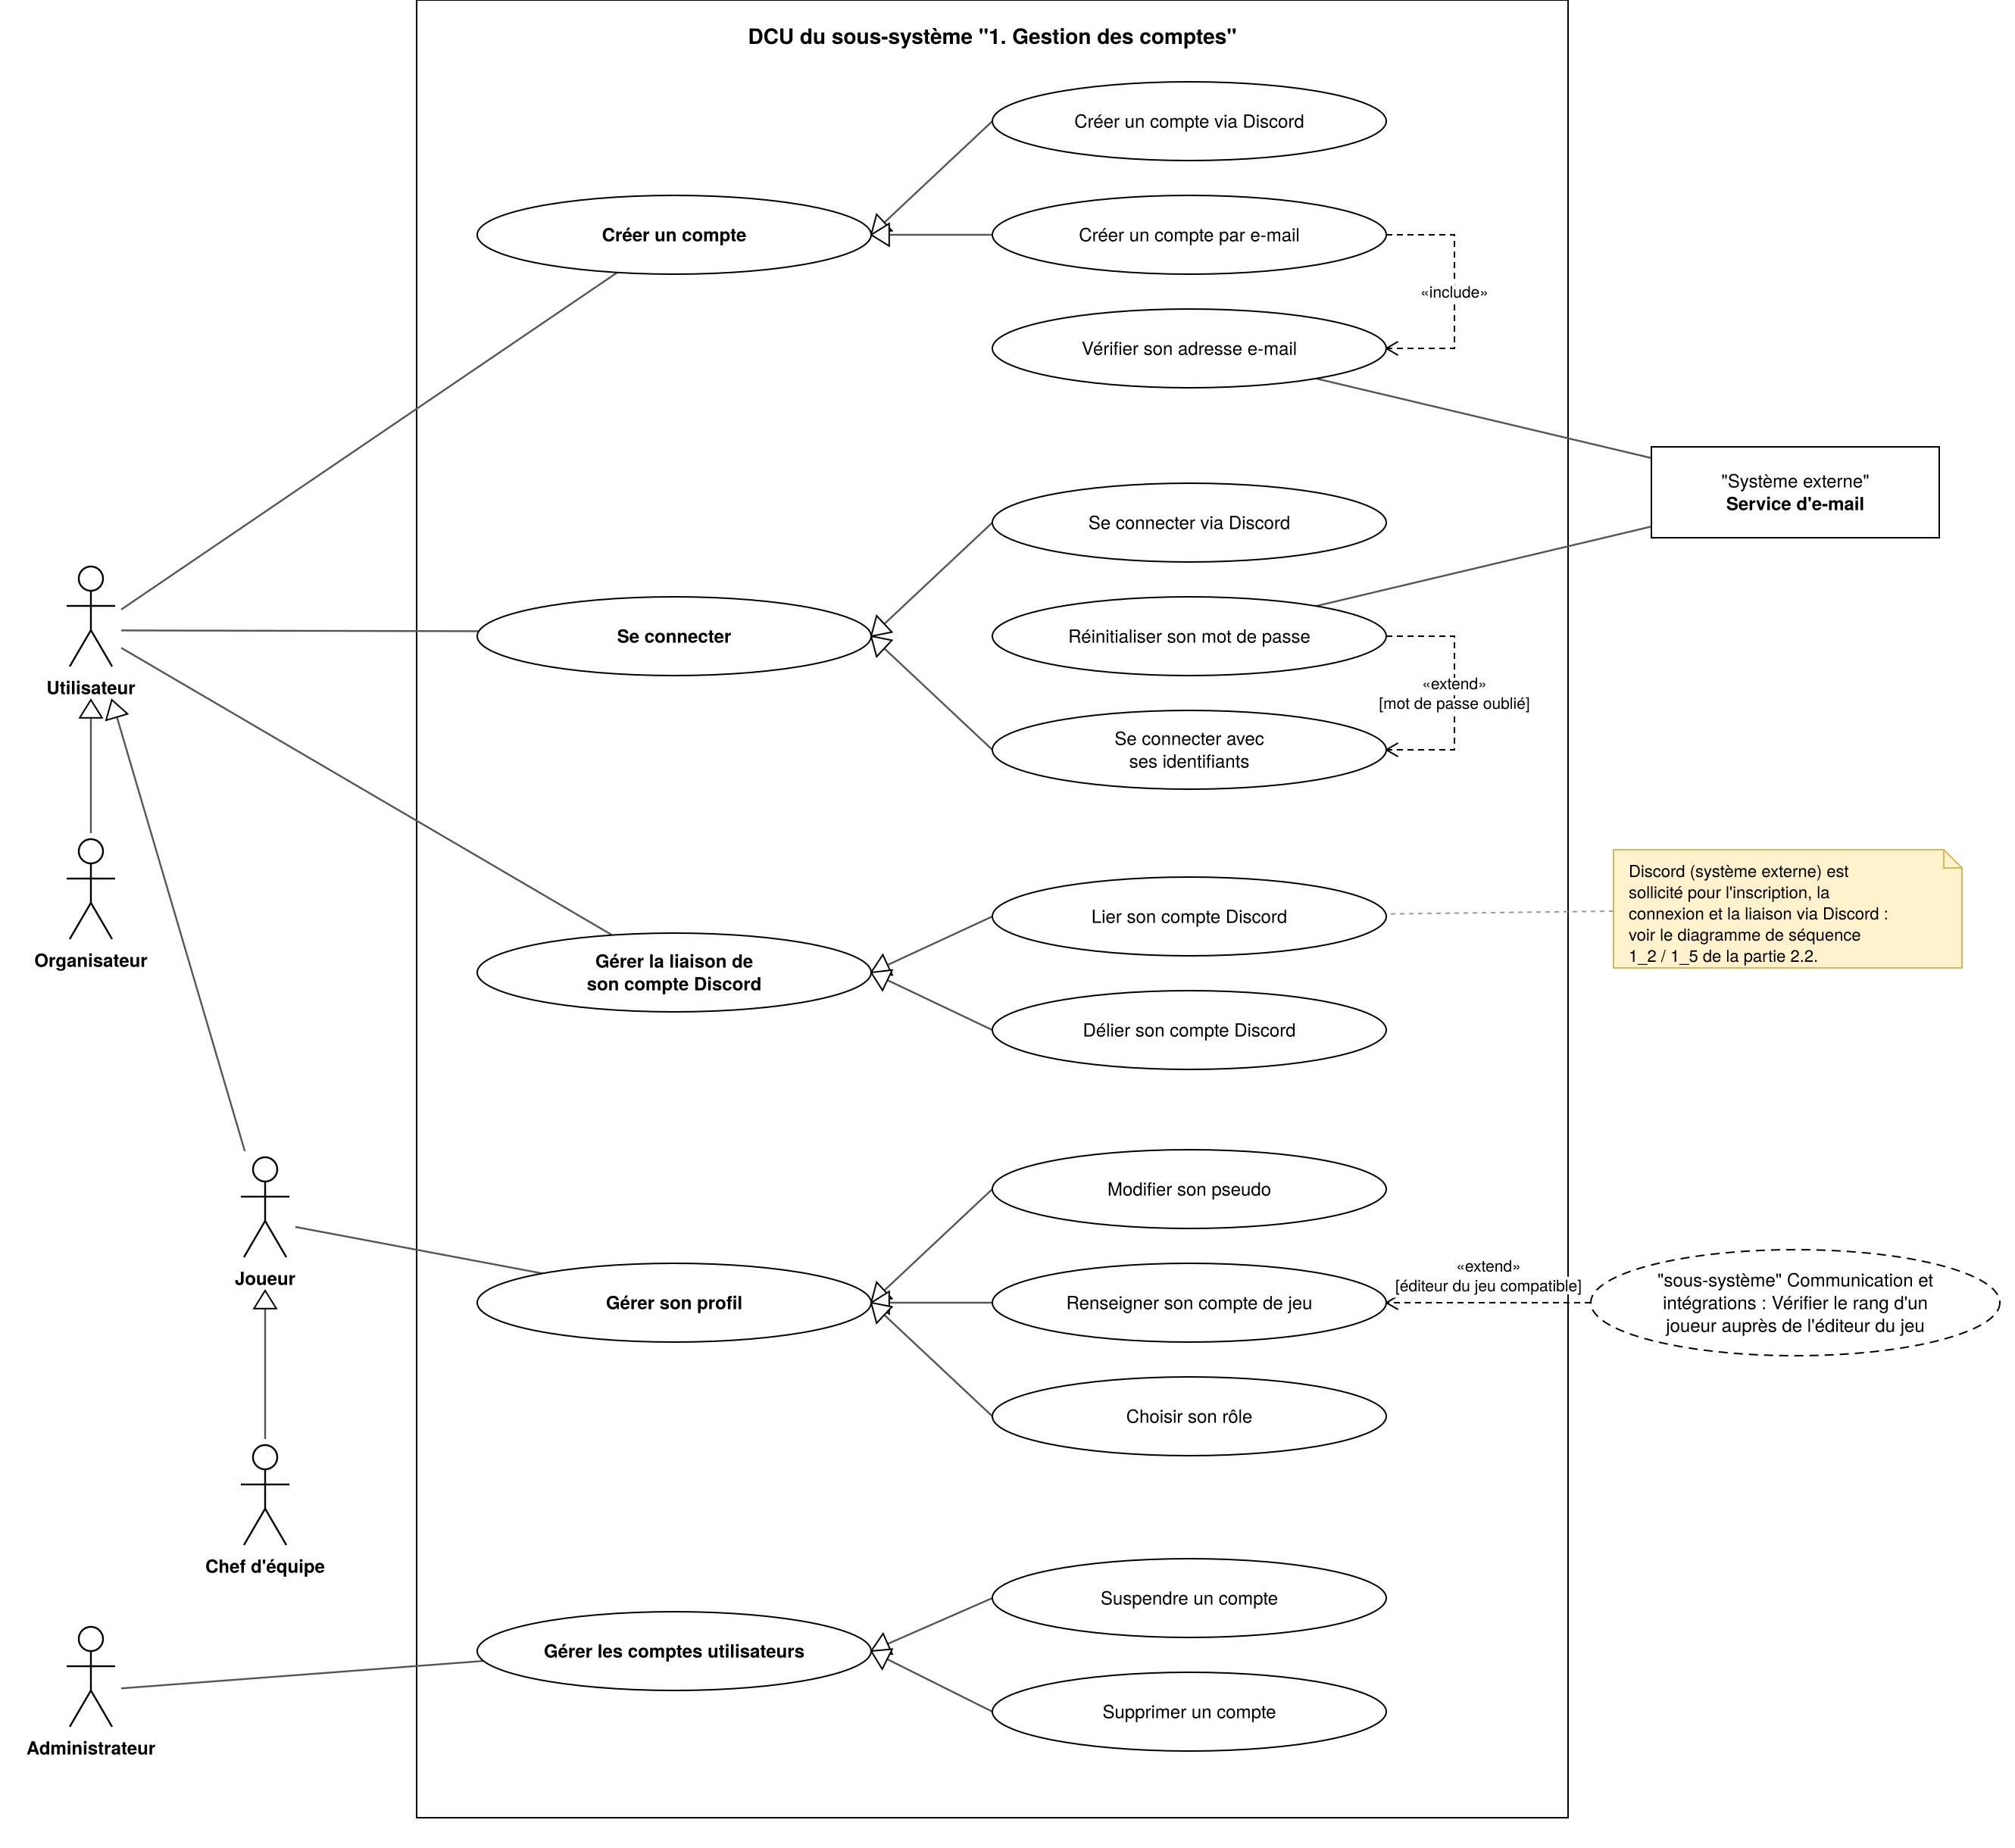 DCU du sous-système "1. Gestion des comptes"
Créer un compte via Discord
Créer un compte
Créer un compte par e-mail
«include»
Vérifier son adresse e-mail
"Système externe"
Service d'e-mail
Se connecter via Discord
Se connecter
Réinitialiser son mot de passe
«extend»
[mot de passe oublié]
Utilisateur
Se connecter avec
ses identifiants
Discord (système externe) est
sollicité pour l'inscription, la
connexion et la liaison via Discord :
voir le diagramme de séquence
1_2 / 1_5 de la partie 2.2.
Lier son compte Discord
Organisateur
Gérer la liaison de
son compte Discord
Délier son compte Discord
Modifier son pseudo
Joueur
Gérer son profil
Renseigner son compte de jeu
«extend»
[éditeur du jeu compatible]
"sous-système" Communication et
intégrations : Vérifier le rang d'un
joueur auprès de l'éditeur du jeu
Choisir son rôle
Chef d'équipe
Suspendre un compte
Gérer les comptes utilisateurs
Supprimer un compte
Administrateur